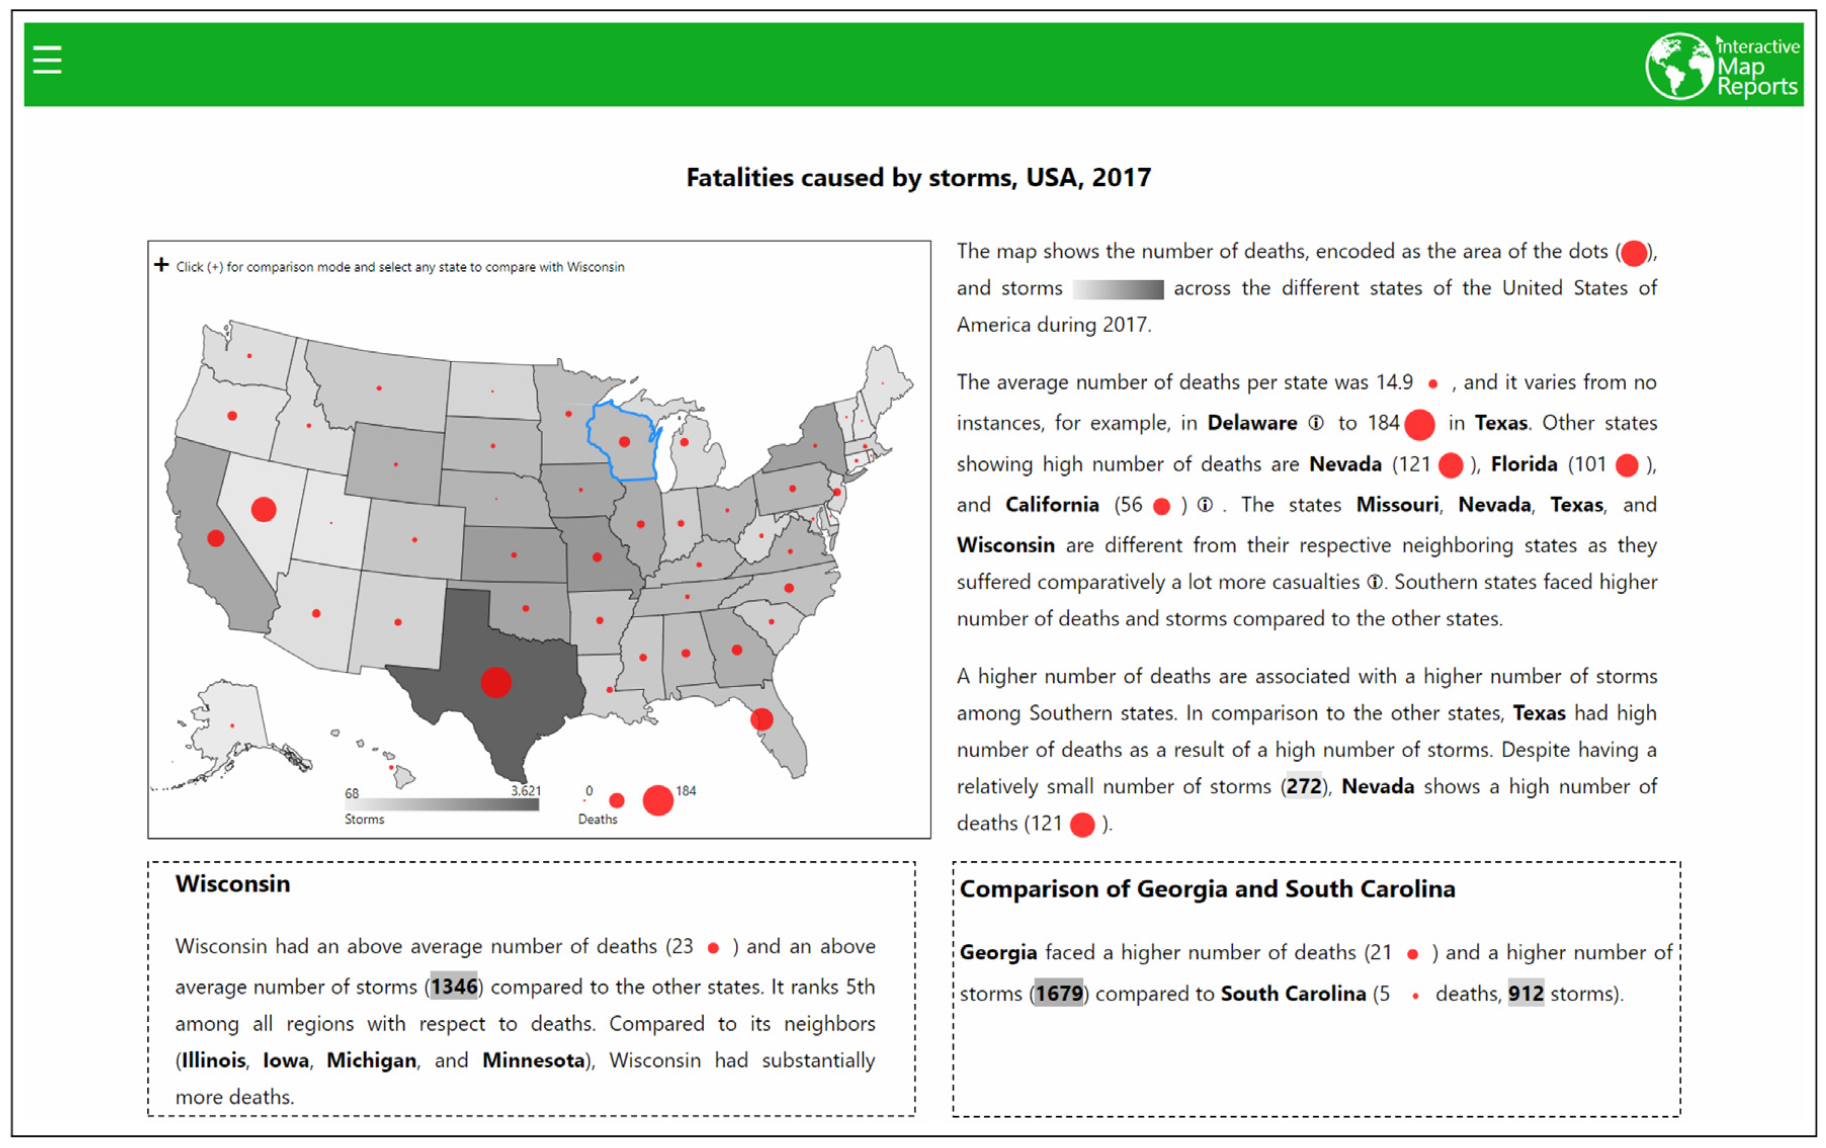 Interactive
Map
Reports
Fatalities caused by storms, USA, 2017
+ Click (+) for comparison mode and select any state to compare with Wisconsin
68
3,621
Storms
0
184
Deaths
The map shows the number of deaths, encoded as the area of the dots ( ),
and storms across the different states of the United States of
America during 2017.
The average number of deaths per state was 14.9 , and it varies from no
instances, for example, in Delaware ⓘ to 184 in Texas. Other states
showing high number of deaths are Nevada (121 ), Florida (101 ),
and California (56 ) ⓘ . The states Missouri, Nevada, Texas, and
Wisconsin are different from their respective neighboring states as they
suffered comparatively a lot more casualties ⓘ. Southern states faced higher
number of deaths and storms compared to the other states.
A higher number of deaths are associated with a higher number of storms
among Southern states. In comparison to the other states, Texas had high
number of deaths as a result of a high number of storms. Despite having a
relatively small number of storms (272), Nevada shows a high number of
deaths (121 ).
Wisconsin
Wisconsin had an above average number of deaths (23 ) and an above
average number of storms (1346) compared to the other states. It ranks 5th
among all regions with respect to deaths. Compared to its neighbors
(Illinois, Iowa, Michigan, and Minnesota), Wisconsin had substantially
more deaths.
Comparison of Georgia and South Carolina
Georgia faced a higher number of deaths (21 ) and a higher number of
storms (1679) compared to South Carolina (5 deaths, 912 storms).